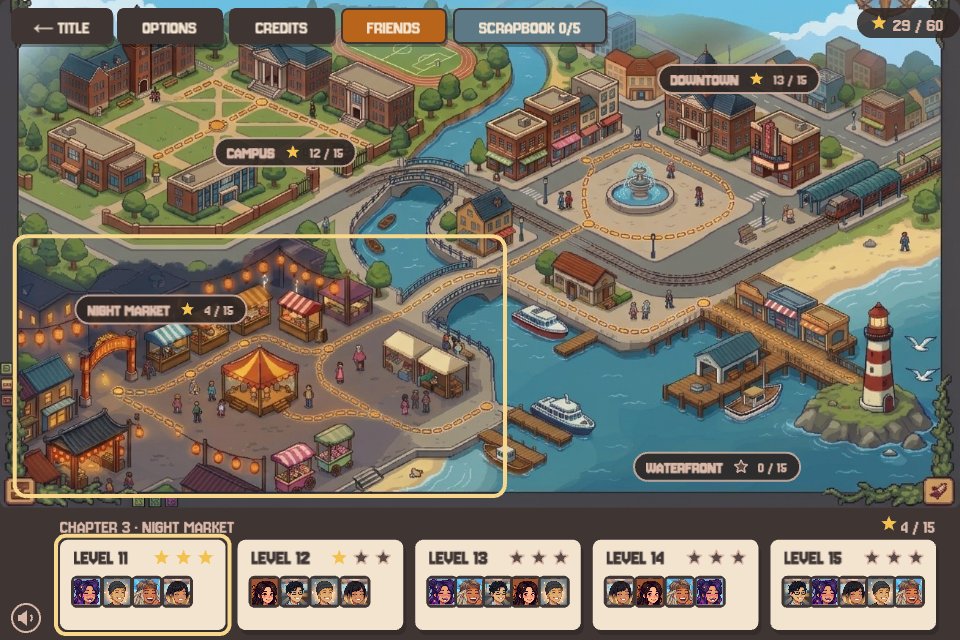 ← TITLE
OPTIONS
CREDITS
FRIENDS
SCRAPBOOK 0/5
29 / 60
DOWNTOWN 13 / 15
CAMPUS 12 / 15
NIGHT MARKET 4 / 15
WATERFRONT 0 / 15
CHAPTER 3 · NIGHT MARKET
4 / 15
LEVEL 11
LEVEL 12
LEVEL 13
LEVEL 14
LEVEL 15